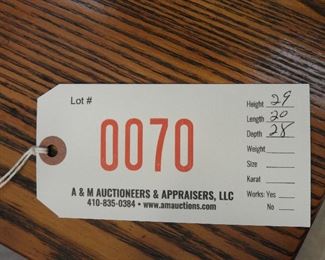 Lot #
0070
Height 29
Length 20
Depth 28
Weight
Size
Karat
Works: Yes
No
A & M AUCTIONEERS & APPRAISERS, LLC
410-835-0384 • www.amauctions.com